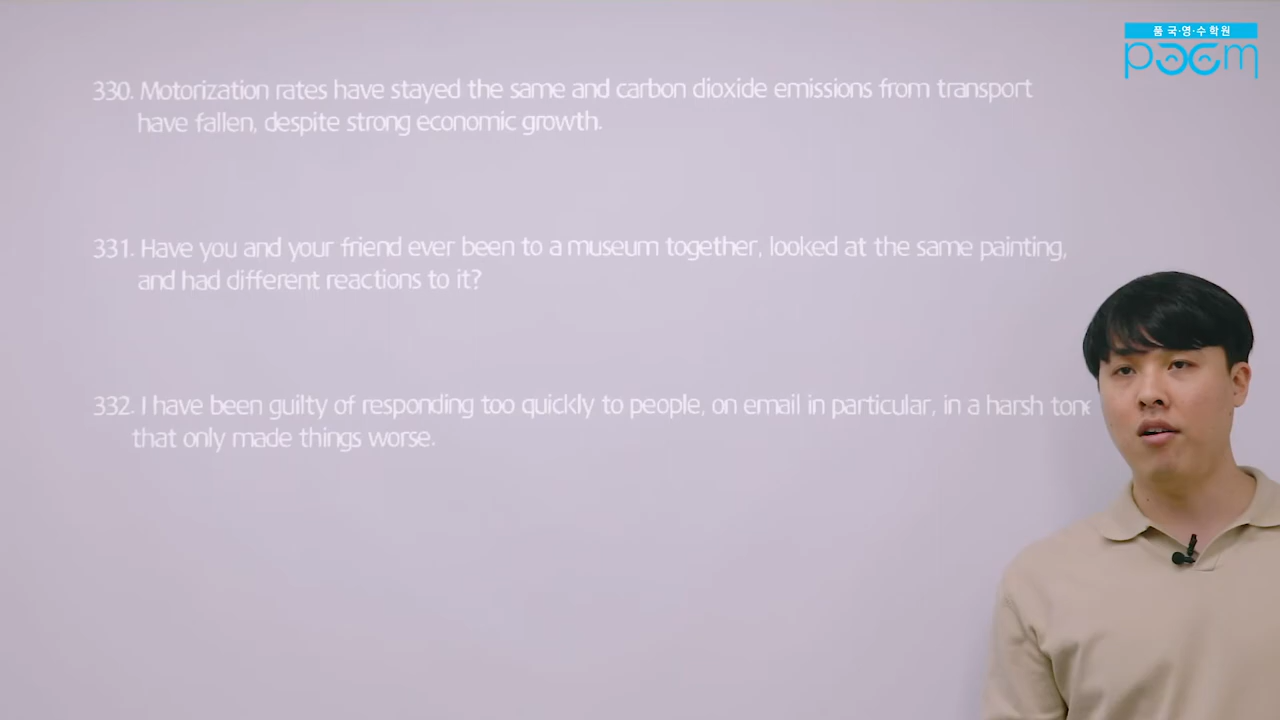 품 국·영·수 학원
poem
330. Motorization rates have stayed the same and carbon dioxide emissions from transport
have fallen, despite strong economic growth.
331. Have you and your friend ever been to a museum together, looked at the same painting,
and had different reactions to it?
332. I have been guilty of responding too quickly to people, on email in particular, in a harsh tone
that only made things worse.